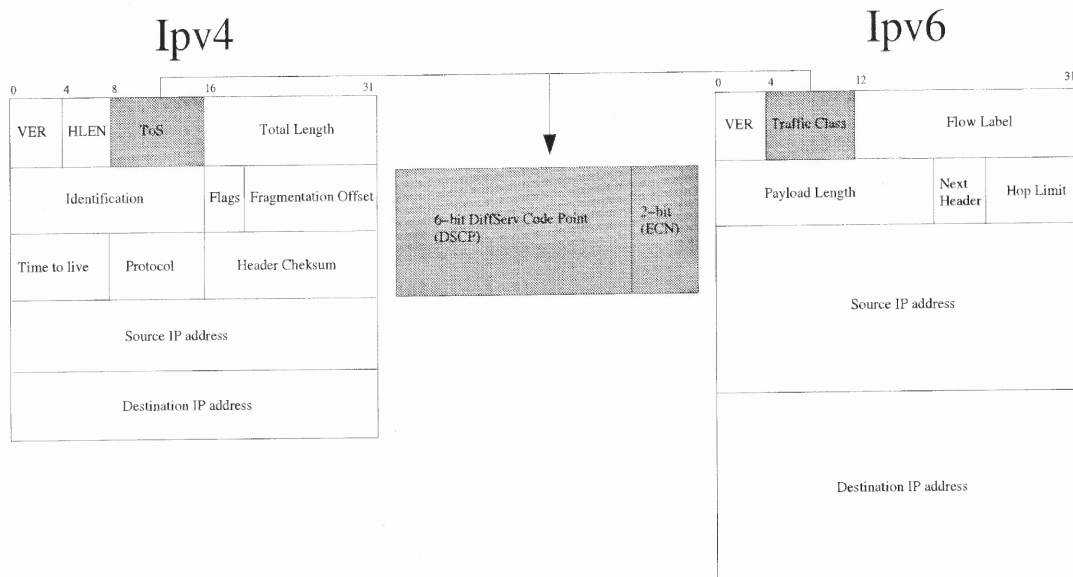 Ipv4
0 4 8 16 31
VER HLEN ToS Total Length
Identification Flags Fragmentation Offset
Time to live Protocol Header Cheksum
Source IP address
Destination IP address
6-bit DiffServ Code Point
(DSCP)
2-bit
(ECN)
Ipv6
0 4 12 31
VER Traffic Class Flow Label
Payload Length Next
Header Hop Limit
Source IP address
Destination IP address